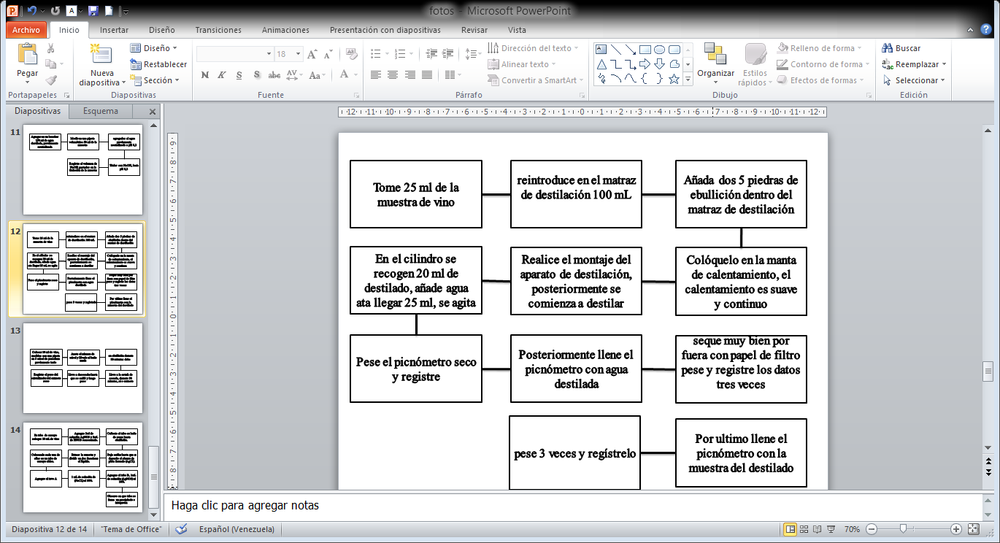 fotos - Microsoft PowerPoint
Archivo Inicio Insertar Diseño Transiciones Animaciones Presentación con diapositivas Revisar Vista
Pegar
Portapapeles
Nueva
diapositiva
Diseño
Restablecer
Sección
Diapositivas
18
N K S S abc AV Aa A
Fuente
Dirección del texto
Alinear texto
Convertir a SmartArt
Párrafo
Organizar
Estilos
rápidos
Relleno de forma
Contorno de forma
Efectos de formas
Dibujo
Buscar
Reemplazar
Seleccionar
Edición
Diapositivas Esquema
11
12
13
14
Tome 25 ml de la
muestra de vino
reintroduce en el matraz
de destilación 100 mL
Añada dos 5 piedras de
ebullición dentro del
matraz de destilación
En el cilindro se
recogen 20 ml de
destilado, añade agua
ata llegar 25 ml, se agita
Realice el montaje del
aparato de destilación,
posteriormente se
comienza a destilar
Colóquelo en la manta
de calentamiento, el
calentamiento es suave
y continuo
Pese el picnómetro seco
y registre
Posteriormente llene el
picnómetro con agua
destilada
seque muy bien por
fuera con papel de filtro
pese y registre los datos
tres veces
pese 3 veces y regístrelo
Por ultimo llene el
picnómetro con la
muestra del destilado
Haga clic para agregar notas
Diapositiva 12 de 14 "Tema de Office" Español (Venezuela) 70%